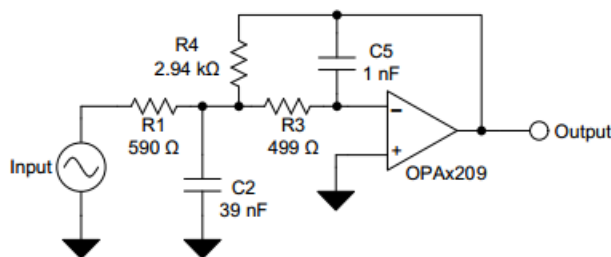 R4
2.94 kΩ
C5
1 nF
R1
590 Ω
R3
499 Ω
−
+
OPAx209
Output
Input
C2
39 nF